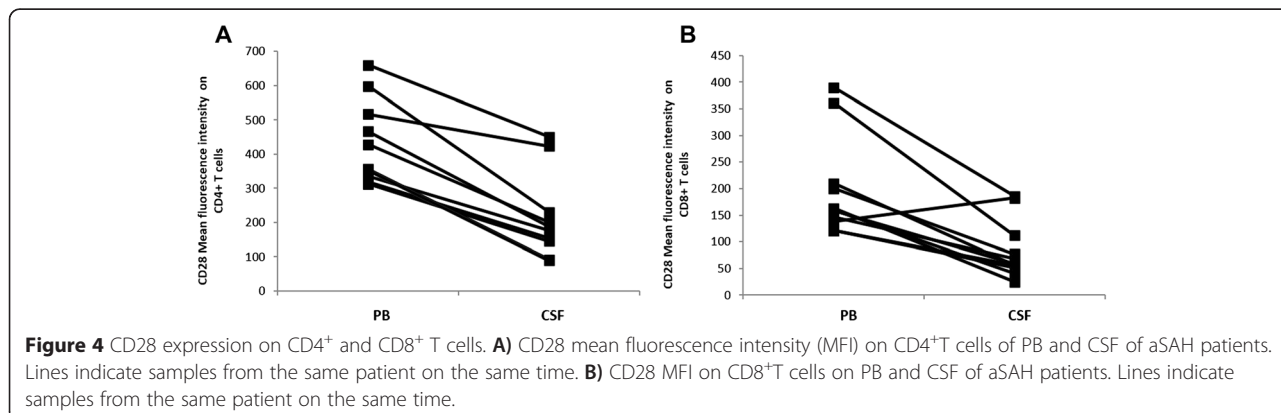 A
700
600
500
400
300
200
100
0
CD28 Mean fluorescence intensity on
CD4+ T cells
PB CSF
B
450
400
350
300
250
200
150
100
50
0
CD28 Mean fluorescence intensity on
CD8+ T cells
PB CSF
Figure 4 CD28 expression on CD4+ and CD8+ T cells. A) CD28 mean fluorescence intensity (MFI) on CD4+T cells of PB and CSF of aSAH patients.
Lines indicate samples from the same patient on the same time. B) CD28 MFI on CD8+T cells on PB and CSF of aSAH patients. Lines indicate
samples from the same patient on the same time.